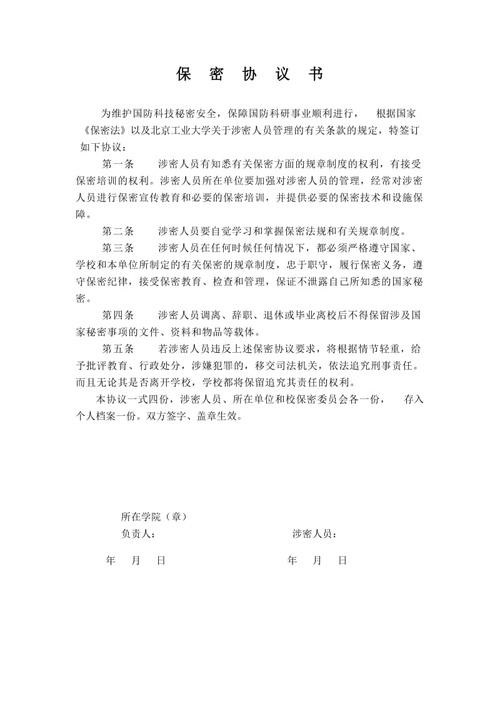 保 密 协 议 书
为维护国防科技秘密安全，保障国防科研事业顺利进行， 根据国家
《保密法》以及北京工业大学关于涉密人员管理的有关条款的规定，特签订
如下协议：
第一条 涉密人员有知悉有关保密方面的规章制度的权利，有接受
保密培训的权利。涉密人员所在单位要加强对涉密人员的管理，经常对涉密
人员进行保密宣传教育和必要的保密培训，并提供必要的保密技术和设施保
障。
第二条 涉密人员要自觉学习和掌握保密法规和有关规章制度。
第三条 涉密人员在任何时候任何情况下，都必须严格遵守国家、
学校和本单位所制定的有关保密的规章制度，忠于职守，履行保密义务，遵
守保密纪律，接受保密教育、检查和管理，保证不泄露自己所知悉的国家秘
密。
第四条 涉密人员调离、辞职、退休或毕业离校后不得保留涉及国
家秘密事项的文件、资料和物品等载体。
第五条 若涉密人员违反上述保密协议要求，将根据情节轻重，给
予批评教育、行政处分，涉嫌犯罪的，移交司法机关，依法追究刑事责任。
而且无论其是否离开学校，学校都将保留追究其责任的权利。
本协议一式四份，涉密人员、所在单位和校保密委员会各一份， 存入
个人档案一份。双方签字、盖章生效。
所在学院（章）
负责人： 涉密人员：
年 月 日 年 月 日